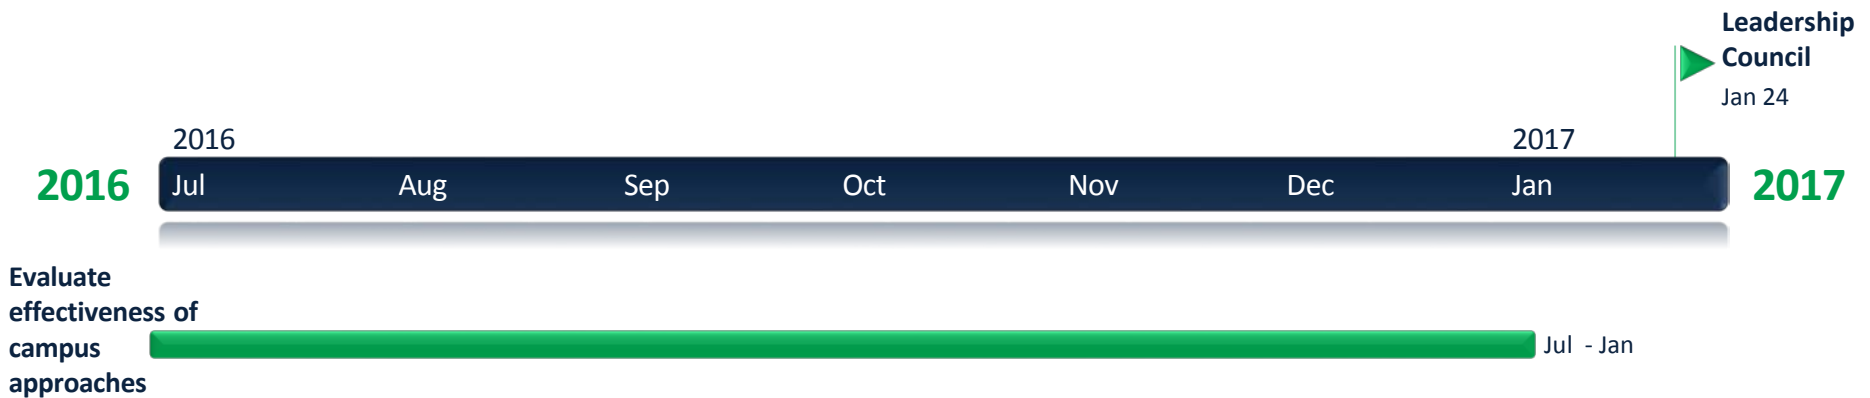 Leadership
Council
Jan 24
2016 2017
2016 Jul Aug Sep Oct Nov Dec Jan 2017
Evaluate
effectiveness of
campus
approaches
Jul - Jan